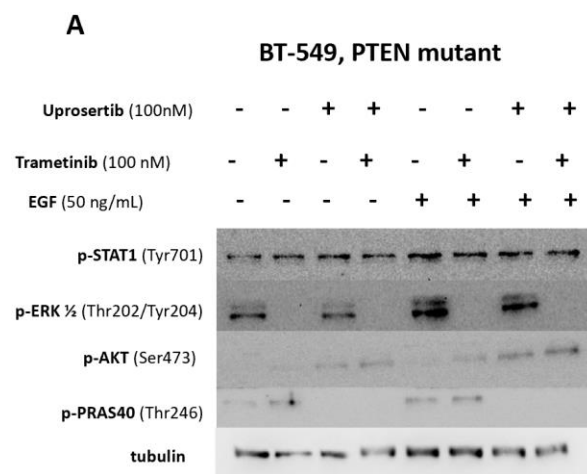 A
BT-549, PTEN mutant
Uprosertib (100nM) - - + + - - + +
Trametinib (100 nM) - + - + - + - +
EGF (50 ng/mL) - - - - + + + +
p-STAT1 (Tyr701)
p-ERK ½ (Thr202/Tyr204)
p-AKT (Ser473)
p-PRAS40 (Thr246)
tubulin